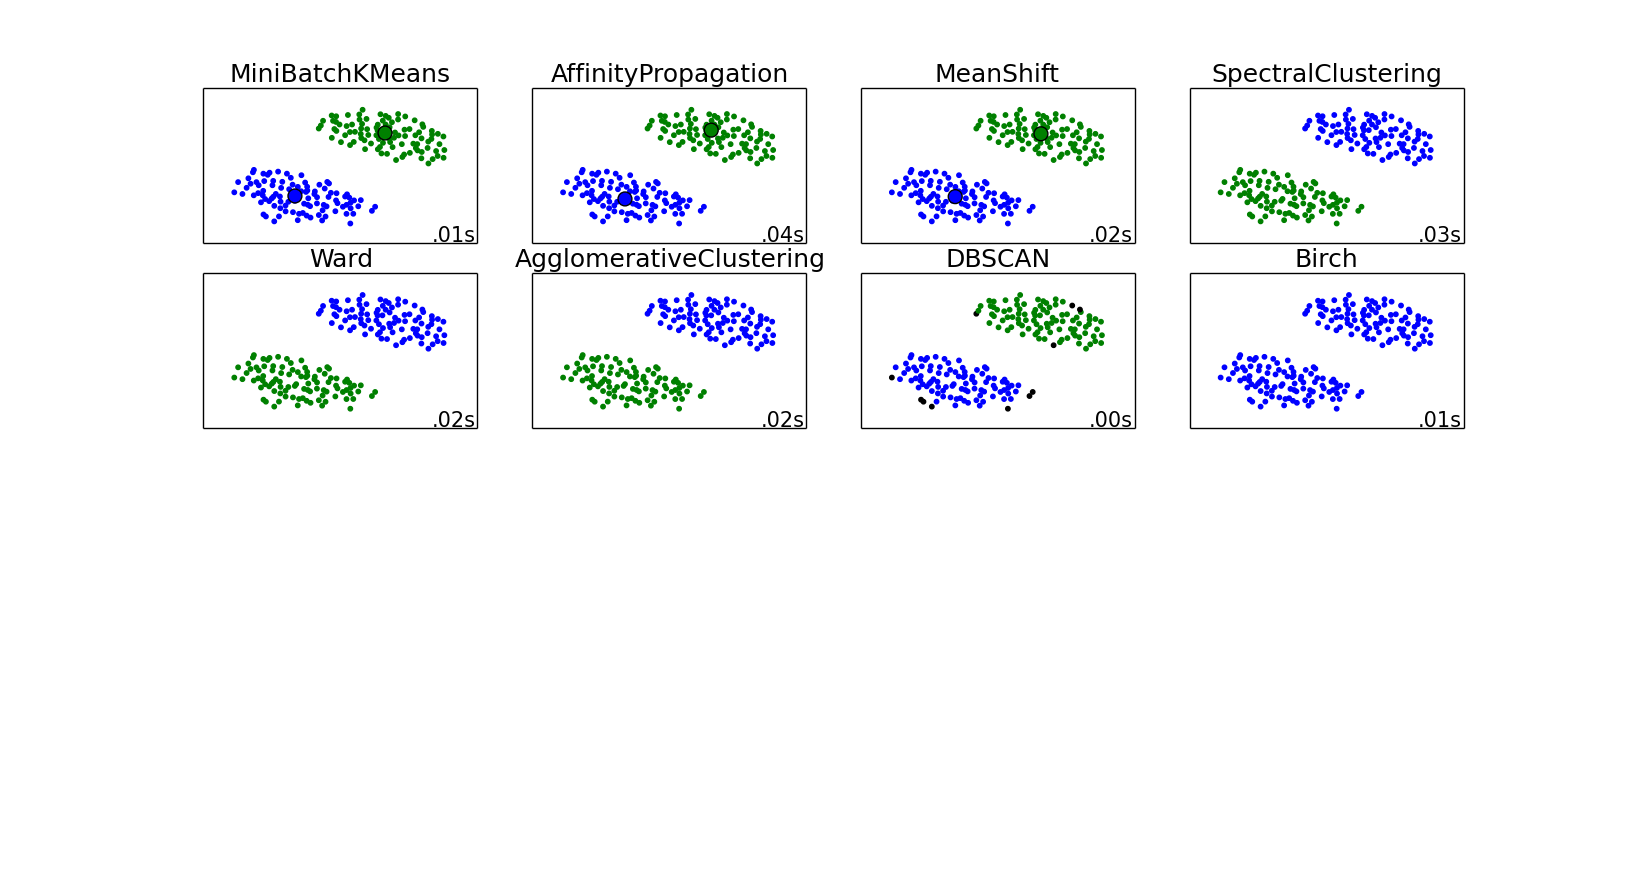 MiniBatchKMeans
AffinityPropagation
MeanShift
SpectralClustering
.01s
.04s
.02s
.03s
Ward
AgglomerativeClustering
DBSCAN
Birch
.02s
.02s
.00s
.01s